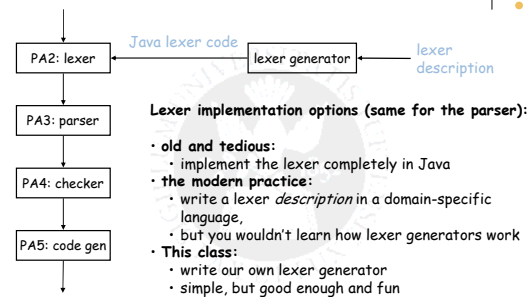 Java lexer code
lexer
description
PA2: lexer
lexer generator
PA3: parser
PA4: checker
PA5: code gen
Lexer implementation options (same for the parser):
• old and tedious:
• implement the lexer completely in Java
• the modern practice:
• write a lexer description in a domain-specific
language,
• but you wouldn't learn how lexer generators work
• This class:
• write our own lexer generator
• simple, but good enough and fun